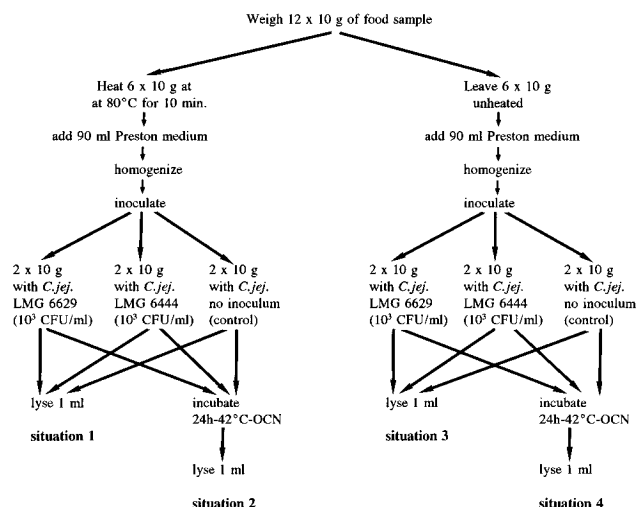 Weigh 12 x 10 g of food sample
Heat 6 x 10 g at
at 80°C for 10 min.
add 90 ml Preston medium
homogenize
inoculate
2 x 10 g
with C.jej.
LMG 6629
(10³ CFU/ml)
2 x 10 g
with C.jej.
LMG 6444
(10³ CFU/ml)
2 x 10 g
with C.jej.
no inoculum
(control)
lyse 1 ml
situation 1
incubate
24h-42°C-OCN
lyse 1 ml
situation 2
Leave 6 x 10 g
unheated
add 90 ml Preston medium
homogenize
inoculate
2 x 10 g
with C.jej.
LMG 6629
(10³ CFU/ml)
2 x 10 g
with C.jej.
LMG 6444
(10³ CFU/ml)
2 x 10 g
with C.jej.
no inoculum
(control)
lyse 1 ml
situation 3
incubate
24h-42°C-OCN
lyse 1 ml
situation 4